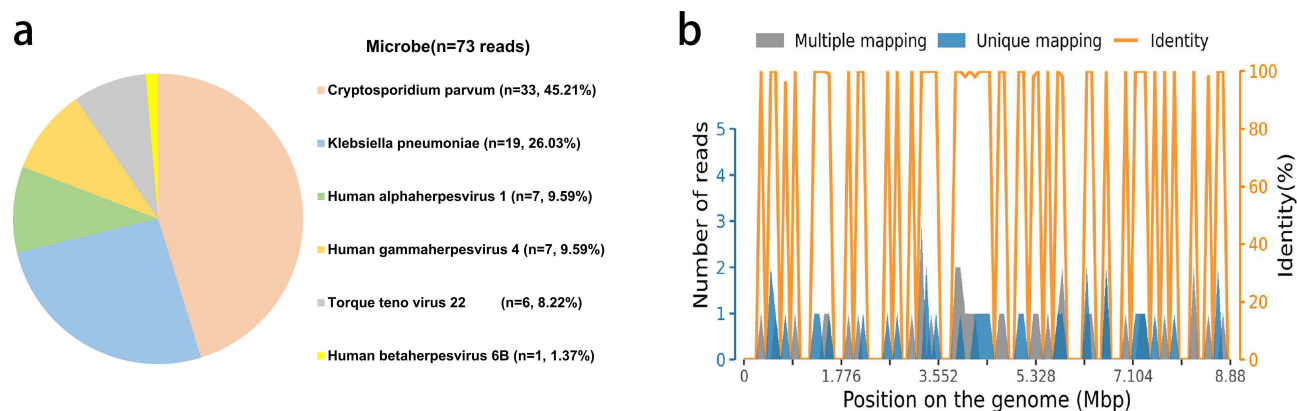 a
Microbe(n=73 reads)
Cryptosporidium parvum (n=33, 45.21%)
Klebsiella pneumoniae (n=19, 26.03%)
Human alphaherpesvirus 1 (n=7, 9.59%)
Human gammaherpesvirus 4 (n=7, 9.59%)
Torque teno virus 22 (n=6, 8.22%)
Human betaherpesvirus 6B (n=1, 1.37%)
b
Multiple mapping Unique mapping Identity
Number of reads
5
4
3
2
1
0
100
80
60
40
20
0
Identity(%)
0 1.776 3.552 5.328 7.104 8.88
Position on the genome (Mbp)